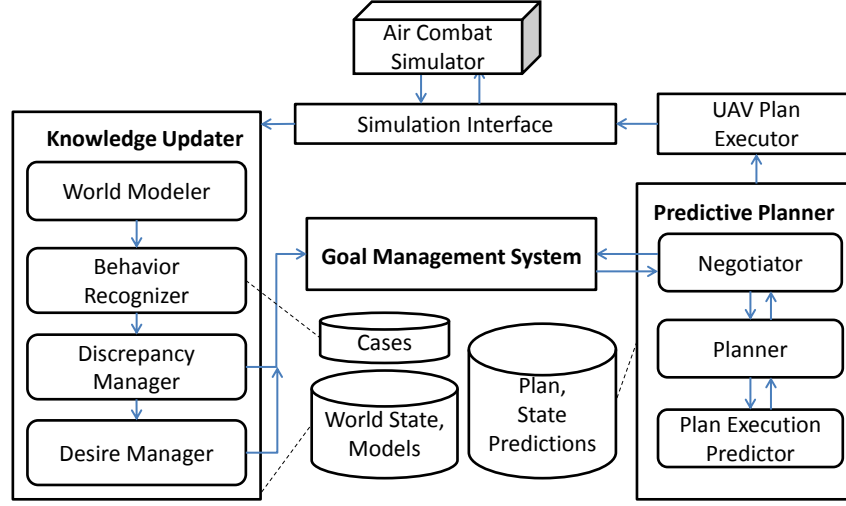 Air Combat
Simulator
Simulation Interface
UAV Plan
Executor
Knowledge Updater
World Modeler
Behavior
Recognizer
Discrepancy
Manager
Desire Manager
Goal Management System
Cases
World State,
Models
Plan,
State
Predictions
Predictive Planner
Negotiator
Planner
Plan Execution
Predictor